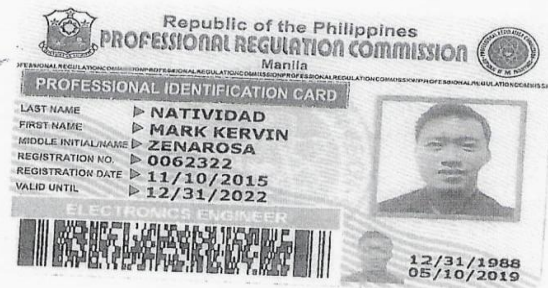 Republic of the Philippines
PROFESSIONAL REGULATION COMMISSION
Manila
PROFESSIONAL IDENTIFICATION CARD
LAST NAME ▷ NATIVIDAD
FIRST NAME ▷ MARK KERVIN
MIDDLE INITIAL/NAME ▷ ZENAROSA
REGISTRATION NO. ▷ 0062322
REGISTRATION DATE ▷ 11/10/2015
VALID UNTIL ▷ 12/31/2022
ELECTRONICS ENGINEER
12/31/1988
05/10/2019